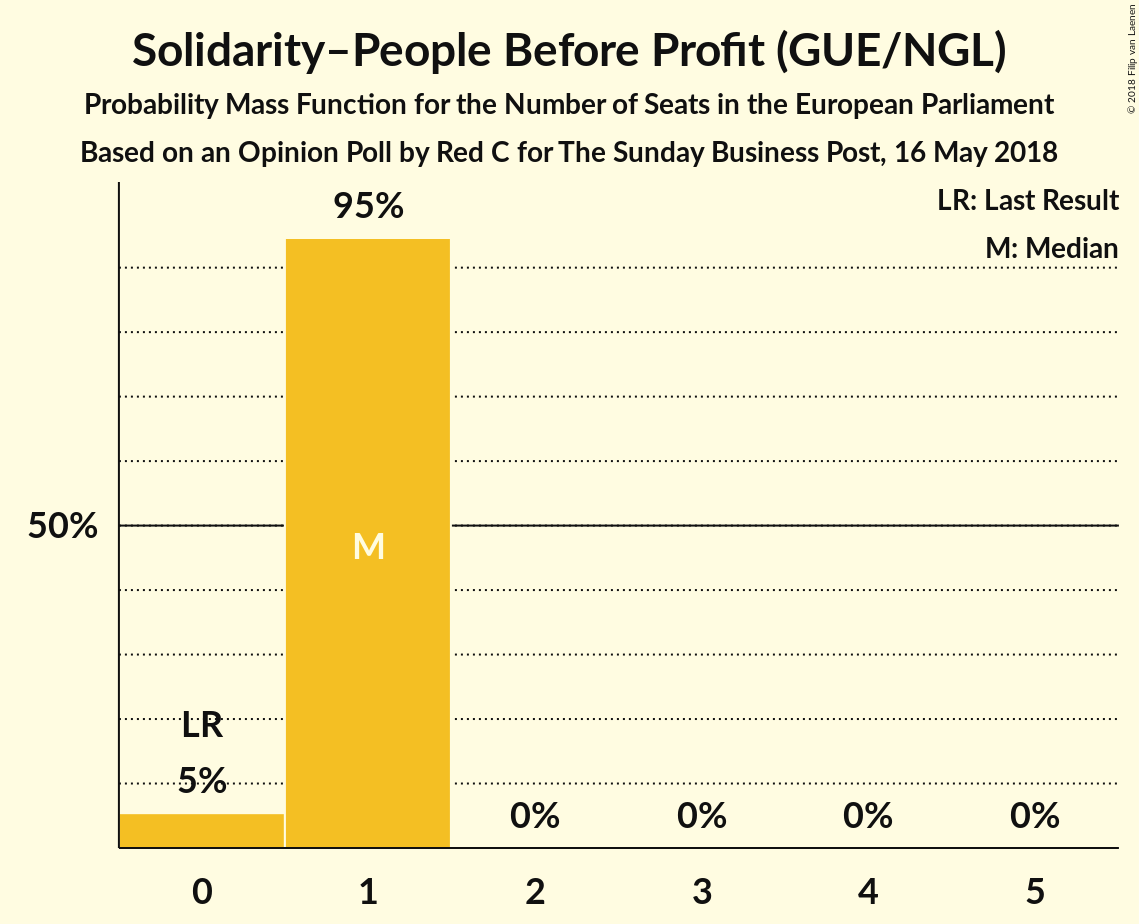 Solidarity–People Before Profit (GUE/NGL)
Probability Mass Function for the Number of Seats in the European Parliament
Based on an Opinion Poll by Red C for The Sunday Business Post, 16 May 2018
© 2018 Filip van Laenen
LR: Last Result
M: Median
95%
50%
M
LR
5%
0%
0%
0%
0%
0
1
2
3
4
5